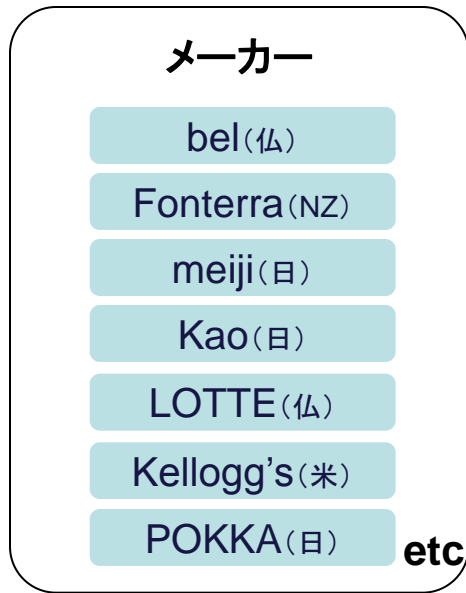 メーカー
bel(仏)
Fonterra(NZ)
meiji(日)
Kao(日)
LOTTE(仏)
Kellogg’s(米)
POKKA(日)
etc